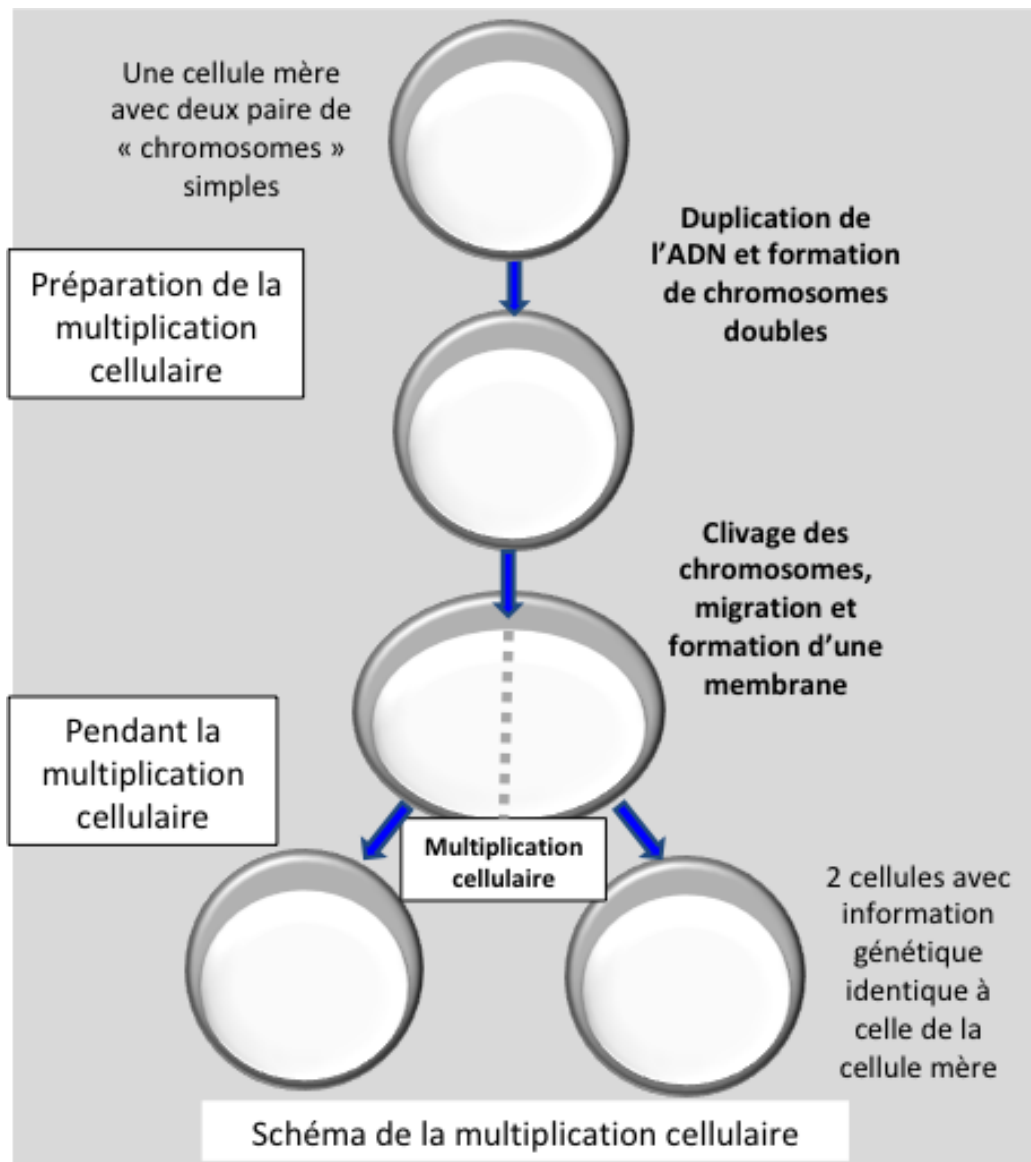 Une cellule mère
avec deux paire de
« chromosomes »
simples
Duplication de
l’ADN et formation
de chromosomes
doubles
Préparation de la
multiplication
cellulaire
Clivage des
chromosomes,
migration et
formation d’une
membrane
Pendant la
multiplication
cellulaire
Multiplication
cellulaire
2 cellules avec
information
génétique
identique à
celle de la
cellule mère
Schéma de la multiplication cellulaire